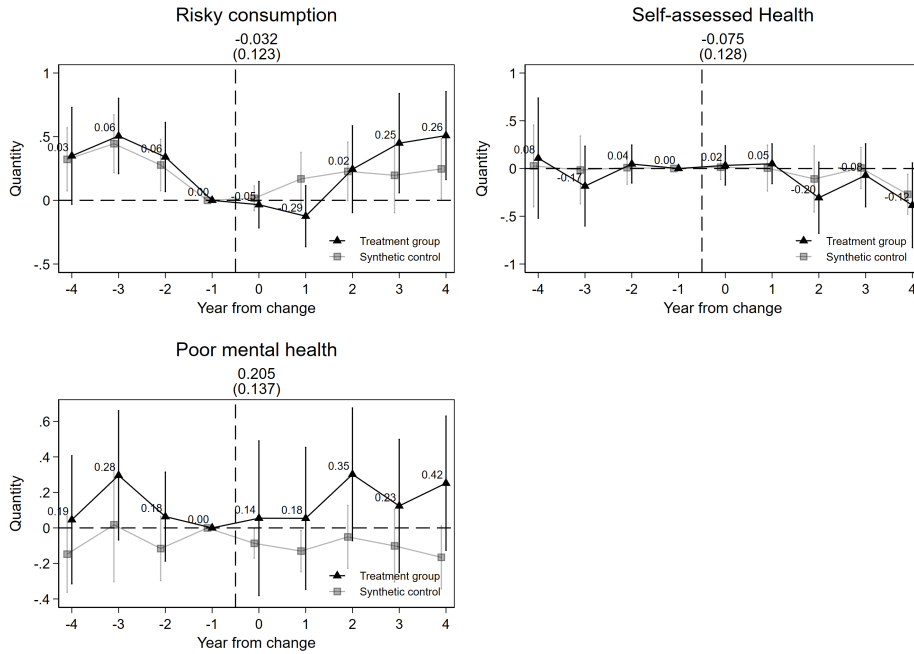 Risky consumption
-0.032
(0.123)
1
.5
0
-.5
Quantity
0.03
0.06
0.06
0.00
-0.05
-0.29
0.02
0.25
0.26
Treatment group
Synthetic control
-4 -3 -2 -1 0 1 2 3 4
Year from change
Self-assessed Health
-0.075
(0.128)
1
.5
0
-.5
-1
Quantity
0.08
-0.17
0.04
0.00
0.02
0.05
-0.20
-0.08
-0.12
Treatment group
Synthetic control
-4 -3 -2 -1 0 1 2 3 4
Year from change
Poor mental health
0.205
(0.137)
.6
.4
.2
0
-.2
-.4
Quantity
0.19
0.28
0.18
0.00
0.14
0.18
0.35
0.23
0.42
Treatment group
Synthetic control
-4 -3 -2 -1 0 1 2 3 4
Year from change